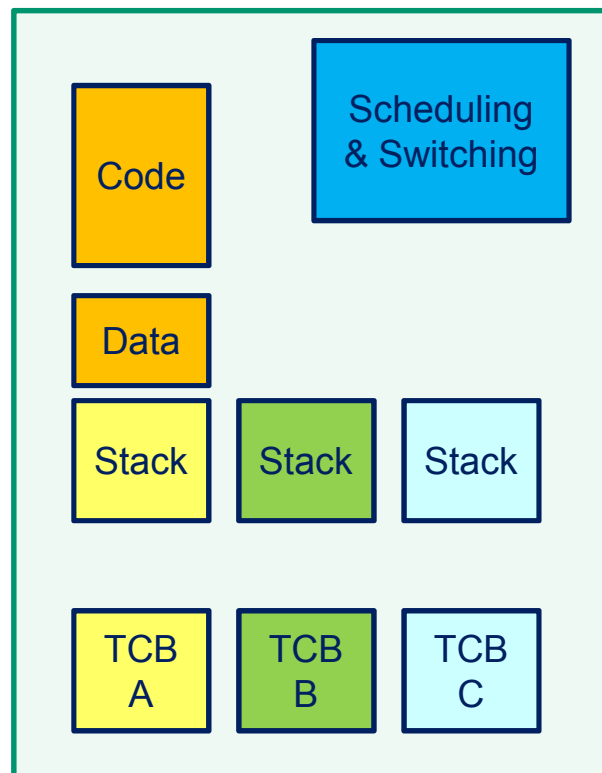 Scheduling
& Switching
Code
Data
Stack
Stack
Stack
TCB
A
TCB
B
TCB
C